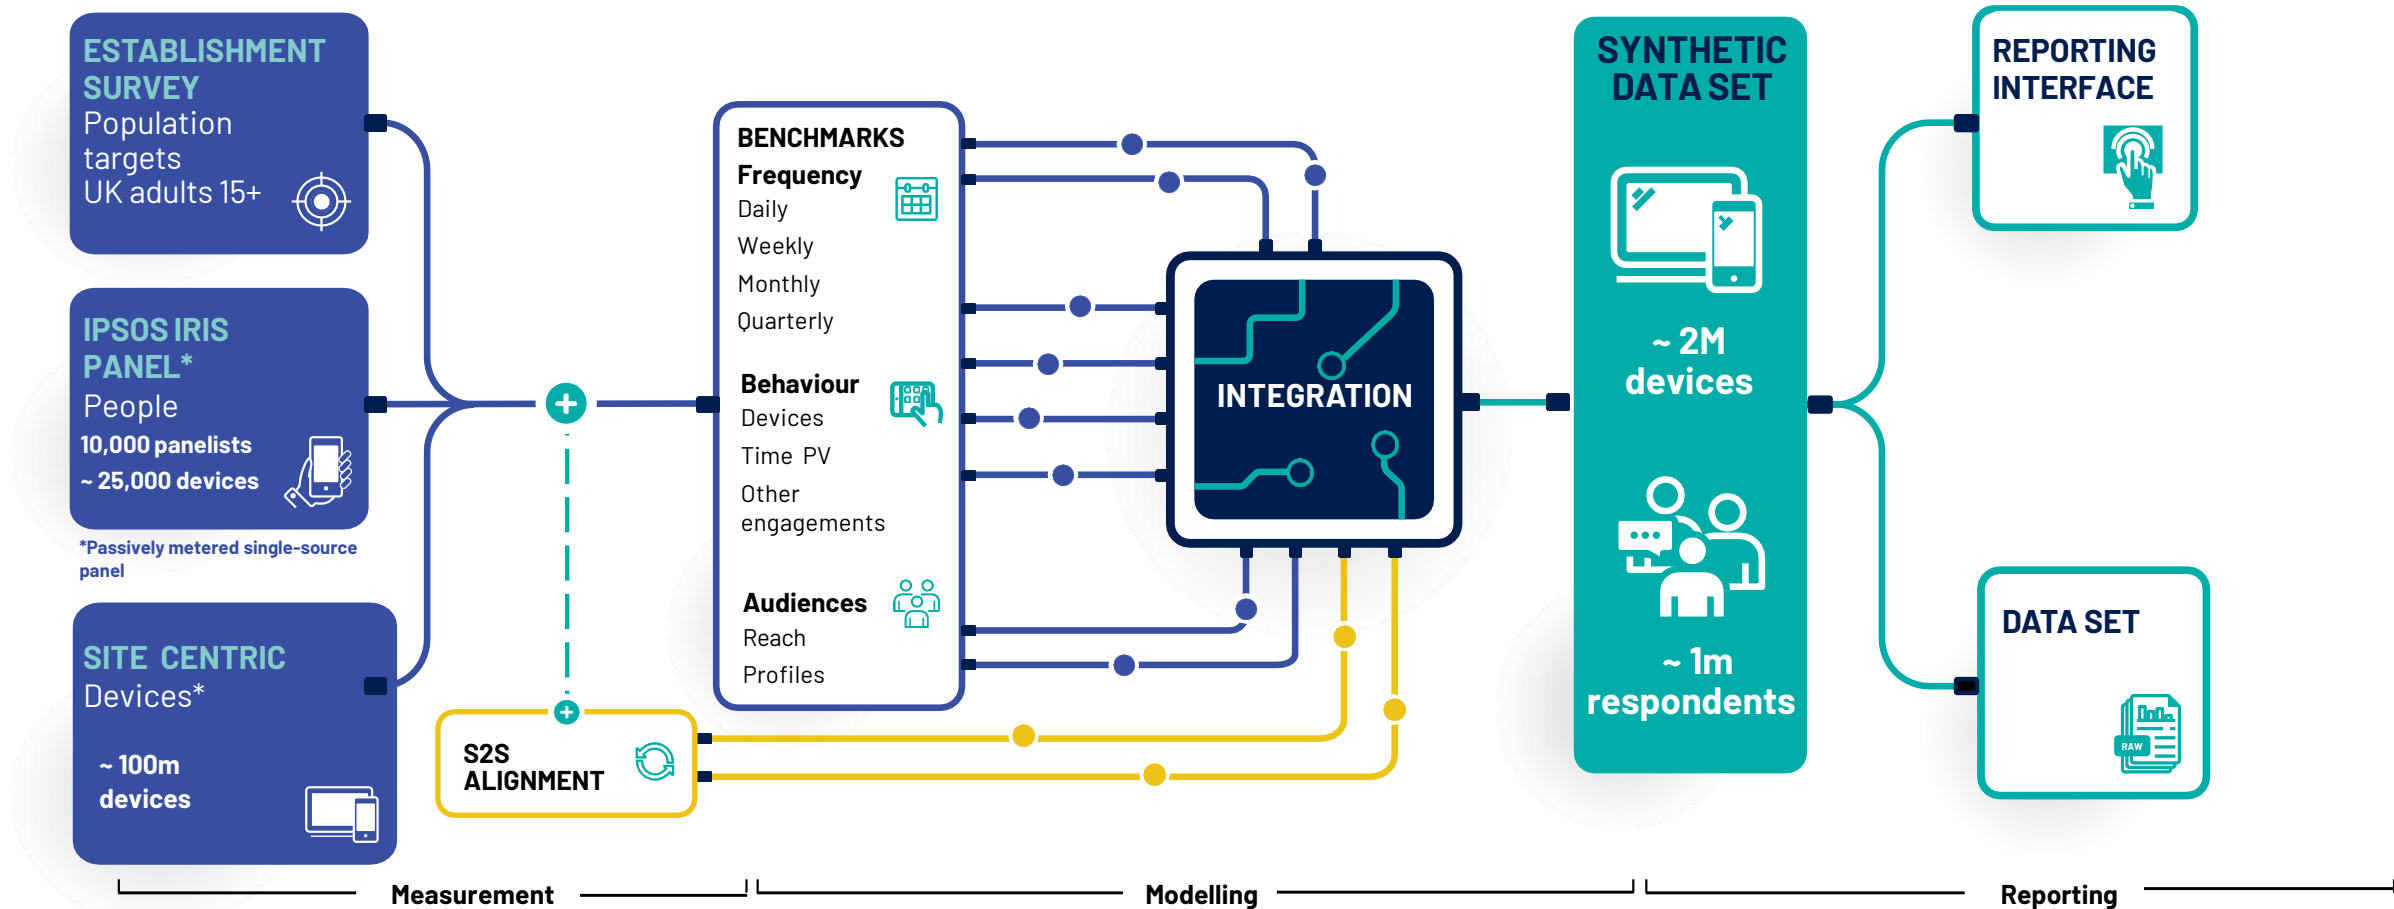 ESTABLISHMENT
SURVEY
Population
targets
UK adults 15+
IPSOS IRIS
PANEL*
People
10,000 panelists
~ 25,000 devices
*Passively metered single-source
panel
SITE CENTRIC
Devices*
~ 100m
devices
S2S
ALIGNMENT
BENCHMARKS
Frequency
Daily
Weekly
Monthly
Quarterly
Behaviour
Devices
Time PV
Other
engagements
Audiences
Reach
Profiles
INTEGRATION
SYNTHETIC
DATA SET
~ 2M
devices
~ 1m
respondents
REPORTING
INTERFACE
DATA SET
RAW
Measurement
Modelling
Reporting